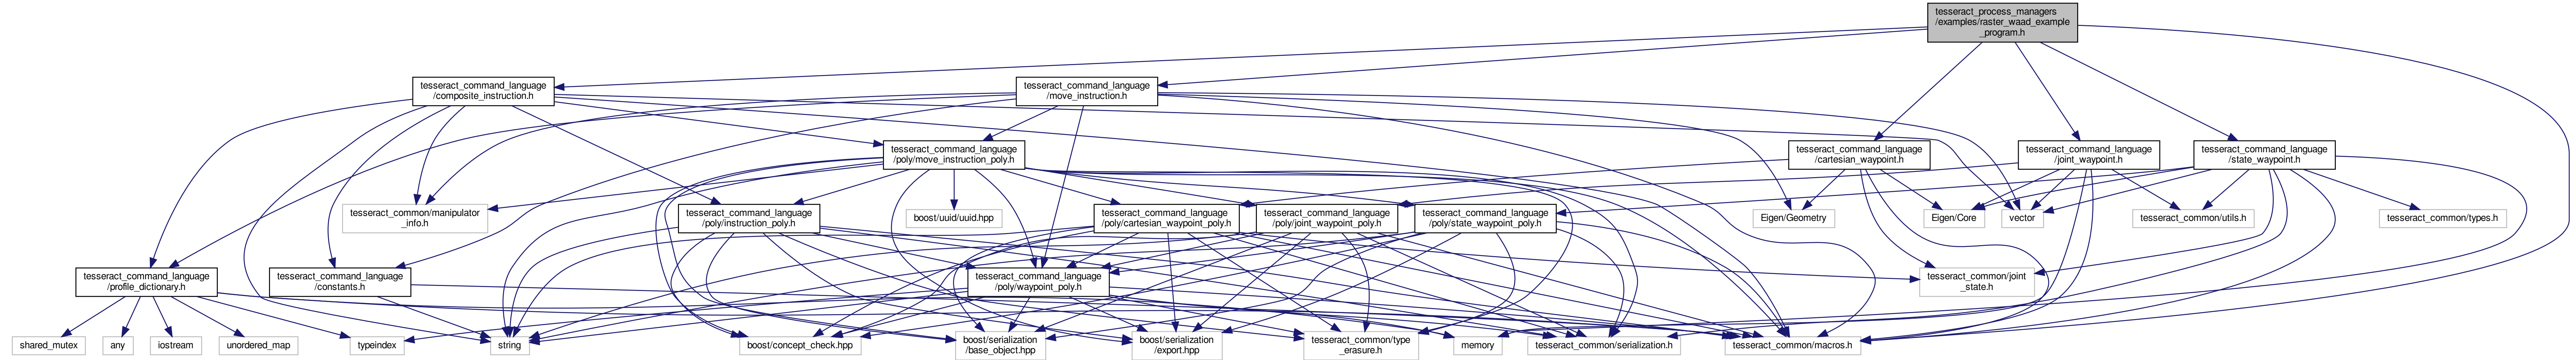 tesseract_process_managers
/examples/raster_waad_example
_program.h
tesseract_command_language
/composite_instruction.h
tesseract_command_language
/move_instruction.h
tesseract_command_language
/poly/move_instruction_poly.h
tesseract_command_language
/cartesian_waypoint.h
tesseract_command_language
/joint_waypoint.h
tesseract_command_language
/state_waypoint.h
tesseract_common/manipulator
_info.h
tesseract_command_language
/poly/instruction_poly.h
boost/uuid/uuid.hpp
tesseract_command_language
/poly/cartesian_waypoint_poly.h
tesseract_command_language
/poly/joint_waypoint_poly.h
tesseract_command_language
/poly/state_waypoint_poly.h
Eigen/Geometry
Eigen/Core
vector
tesseract_common/utils.h
tesseract_common/types.h
tesseract_command_language
/profile_dictionary.h
tesseract_command_language
/constants.h
tesseract_command_language
/poly/waypoint_poly.h
tesseract_common/joint
_state.h
shared_mutex
any
iostream
unordered_map
typeindex
string
boost/concept_check.hpp
boost/serialization
/base_object.hpp
boost/serialization
/export.hpp
tesseract_common/type
_erasure.h
memory
tesseract_common/serialization.h
tesseract_common/macros.h